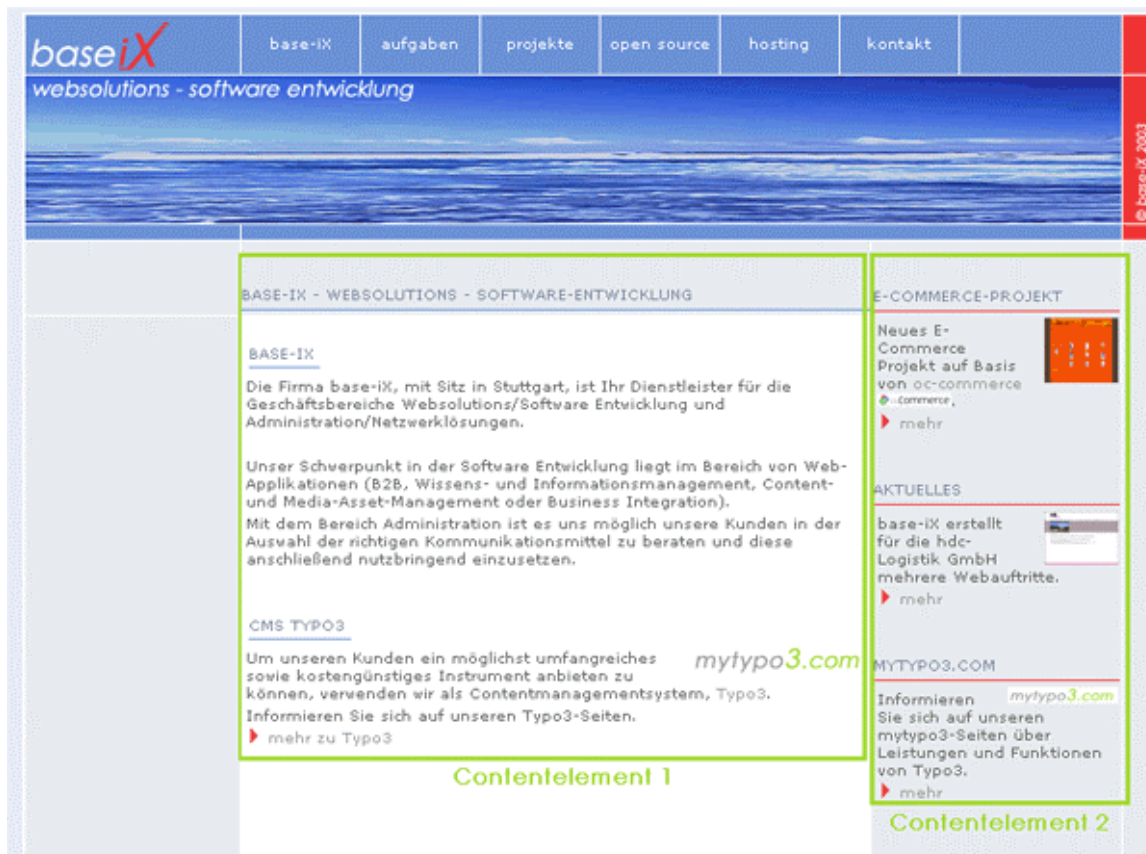 baseiX
base-iX aufgaben projekte open source hosting kontakt
websolutions - software entwicklung
© base-iX 2003
BASE-IX - WEBSOLUTIONS - SOFTWARE-ENTWICKLUNG
BASE-IX
Die Firma base-iX, mit Sitz in Stuttgart, ist Ihr Dienstleister für die
Geschäftsbereiche Websolutions/Software Entwicklung und
Administration/Netzwerklösungen.
Unser Schwerpunkt in der Software Entwicklung liegt im Bereich von Web-
Applikationen (B2B, Wissens- und Informationsmanagement, Content-
und Media-Asset-Management oder Business Integration).
Mit dem Bereich Administration ist es uns möglich unsere Kunden in der
Auswahl der richtigen Kommunikationsmittel zu beraten und diese
anschließend nutzbringend einzusetzen.
CMS TYPO3
Um unseren Kunden ein möglichst umfangreiches
sowie kostengünstiges Instrument anbieten zu
können, verwenden wir als Contentmanagementsystem, Typo3.
mytypo3.com
Informieren Sie sich auf unseren Typo3-Seiten.
mehr zu Typo3
Contentelement 1
E-COMMERCE-PROJEKT
Neues E-
Commerce
Projekt auf Basis
von oc-commerce
commerce.
mehr
AKTUELLES
base-iX erstellt
für die hdc-
Logistik GmbH
mehrere Webauftritte.
mehr
MYTYPO3.COM
mytypo3.com
Informieren
Sie sich auf unseren
mytypo3-Seiten über
Leistungen und Funktionen
von Typo3.
mehr
Contentelement 2